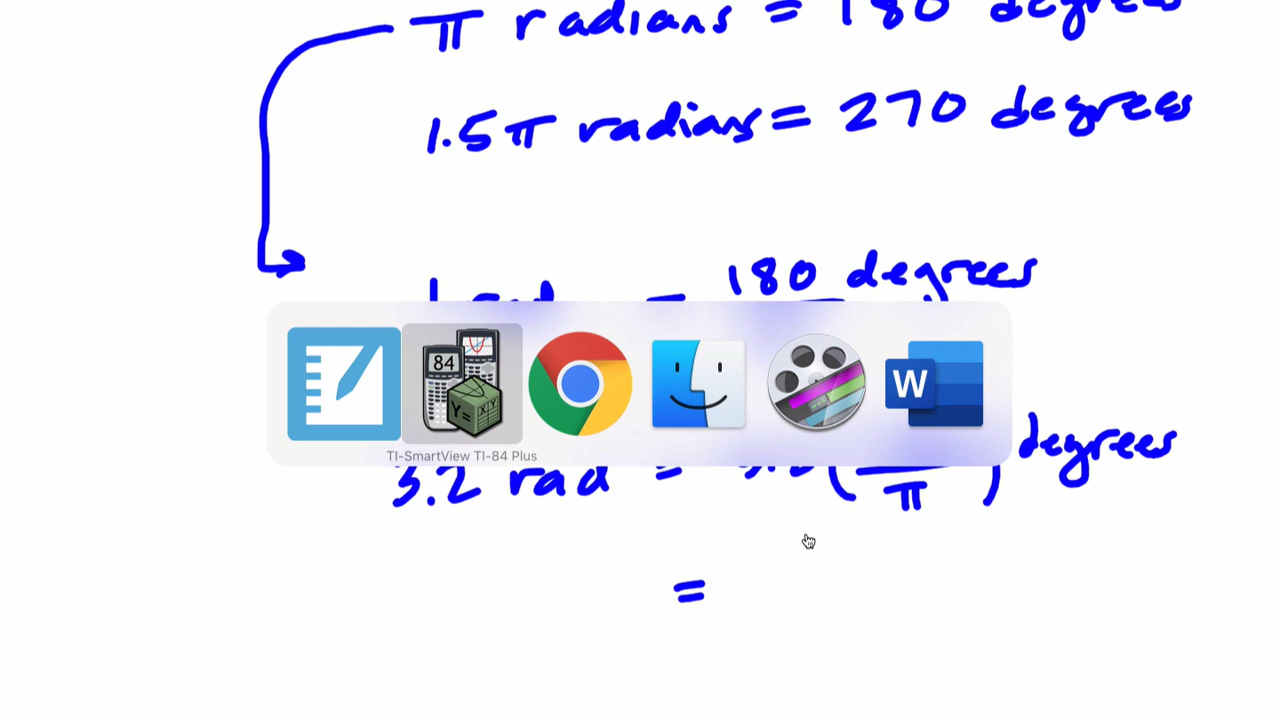 π radians = 180 degrees
1.5π radians = 270 degrees
= 180 degrees
84
Y= X Y
W
TI-SmartView TI-84 Plus
3.2 rad = ( π ) degrees
=